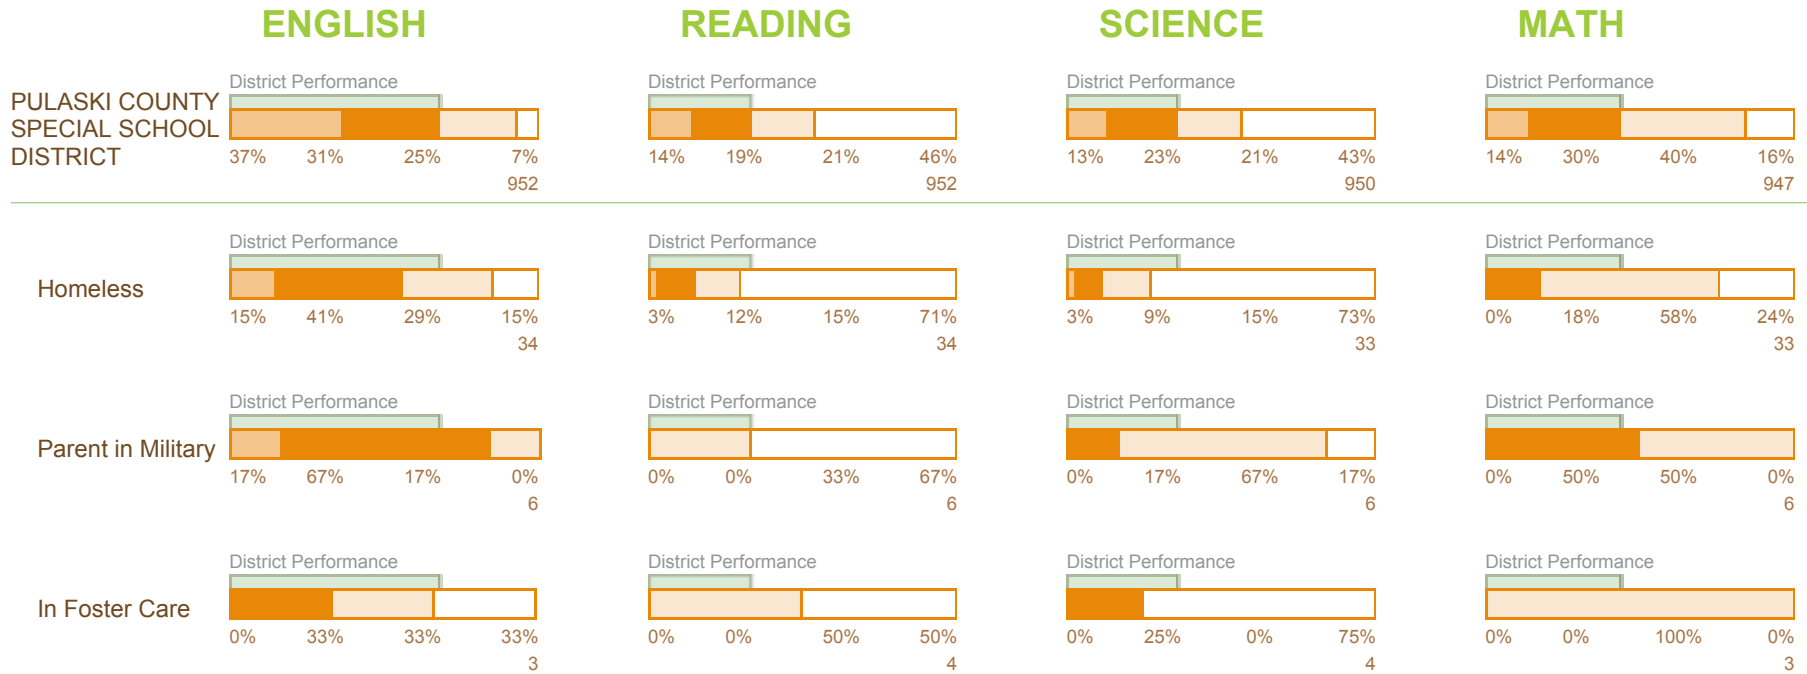 ENGLISH READING SCIENCE MATH
District Performance District Performance District Performance District Performance
PULASKI COUNTY
SPECIAL SCHOOL
DISTRICT
37% 31% 25% 7% 14% 19% 21% 46% 13% 23% 21% 43% 14% 30% 40% 16%
952 952 950 947
District Performance District Performance District Performance District Performance
Homeless
15% 41% 29% 15% 3% 12% 15% 71% 3% 9% 15% 73% 0% 18% 58% 24%
34 34 33 33
District Performance District Performance District Performance District Performance
Parent in Military
17% 67% 17% 0% 0% 0% 33% 67% 0% 17% 67% 17% 0% 50% 50% 0%
6 6 6 6
District Performance District Performance District Performance District Performance
In Foster Care
0% 33% 33% 33% 0% 0% 50% 50% 0% 25% 0% 75% 0% 0% 100% 0%
3 4 4 3